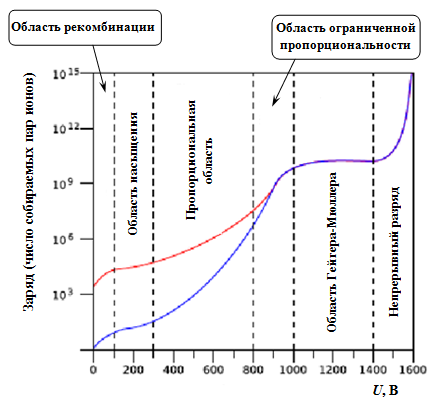 Область рекомбинации
Область ограниченной
пропорциональности
Заряд (число собираемых пар ионов)
10¹⁵
10¹²
10⁹
10⁶
10³
Область насыщения
Пропорциональная
область
Область Гейгера-Мюллера
Непрерывный разряд
0 200 400 600 800 1000 1200 1400 1600
U, В